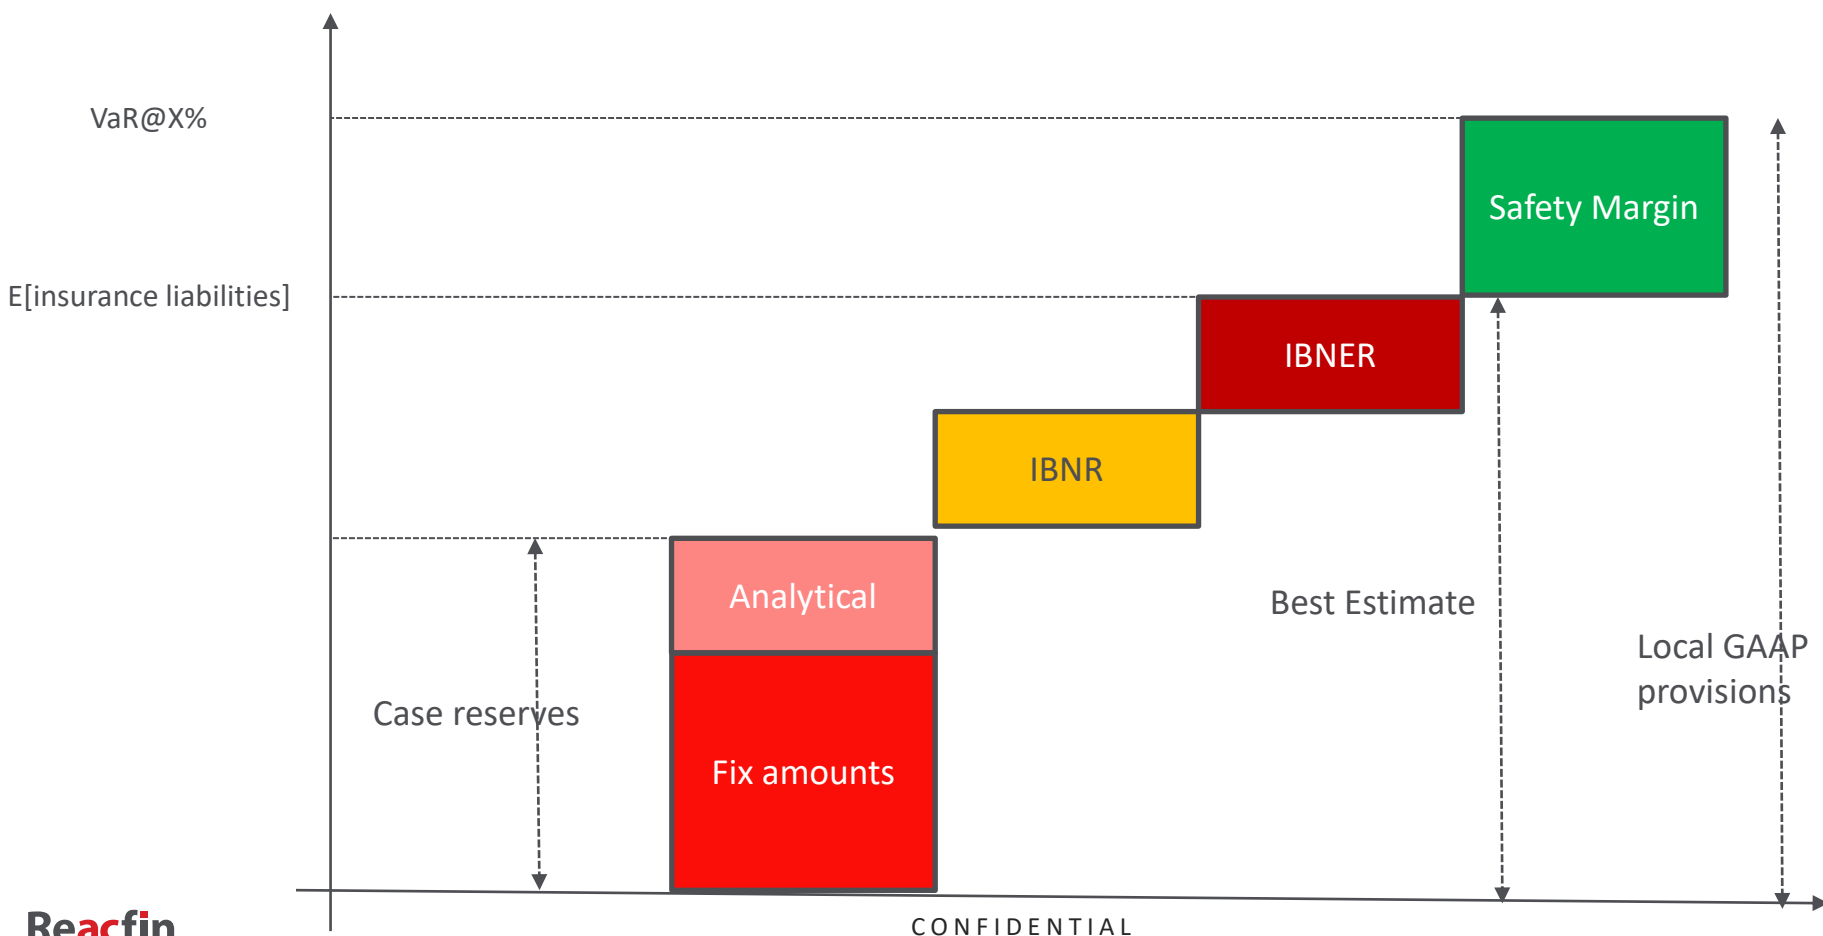 VaR@X%
Safety Margin
E[insurance liabilities]
IBNER
IBNR
Analytical
Best Estimate
Local GAAP
provisions
Case reserves
Fix amounts
Reacfin
CONFIDENTIAL